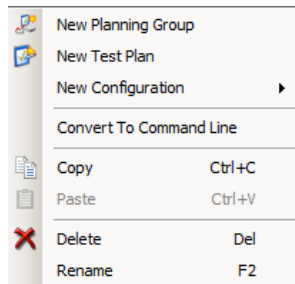 New Planning Group
New Test Plan
New Configuration
Convert To Command Line
Copy Ctrl+C
Paste Ctrl+V
Delete Del
Rename F2